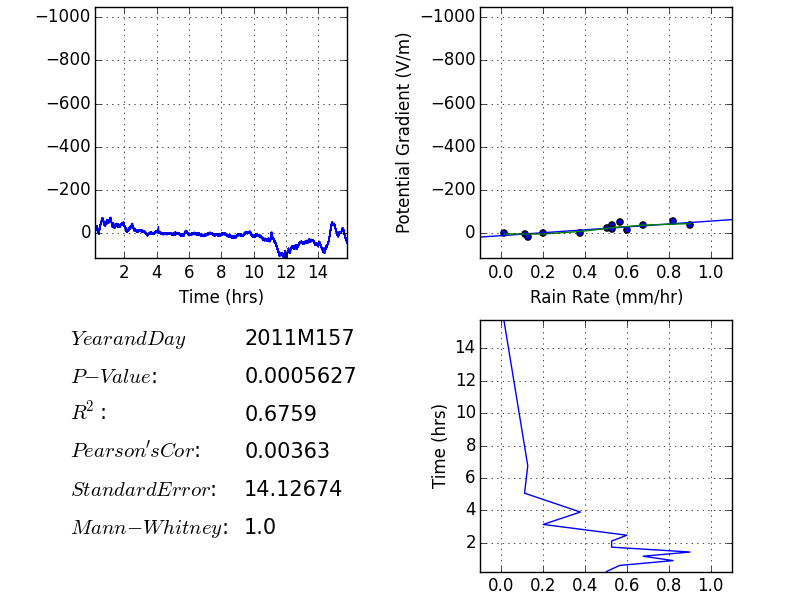 −1000
−800
−600
−400
−200
0
2 4 6 8 10 12 14
Time (hrs)
Potential Gradient (V/m)
−1000
−800
−600
−400
−200
0
0.0 0.2 0.4 0.6 0.8 1.0
Rain Rate (mm/hr)
YearandDay 2011M157
P−Value: 0.0005627
R²: 0.6759
Pearson'sCor: 0.00363
StandardError: 14.12674
Mann−Whitney: 1.0
Time (hrs)
14
12
10
8
6
4
2
0.0 0.2 0.4 0.6 0.8 1.0